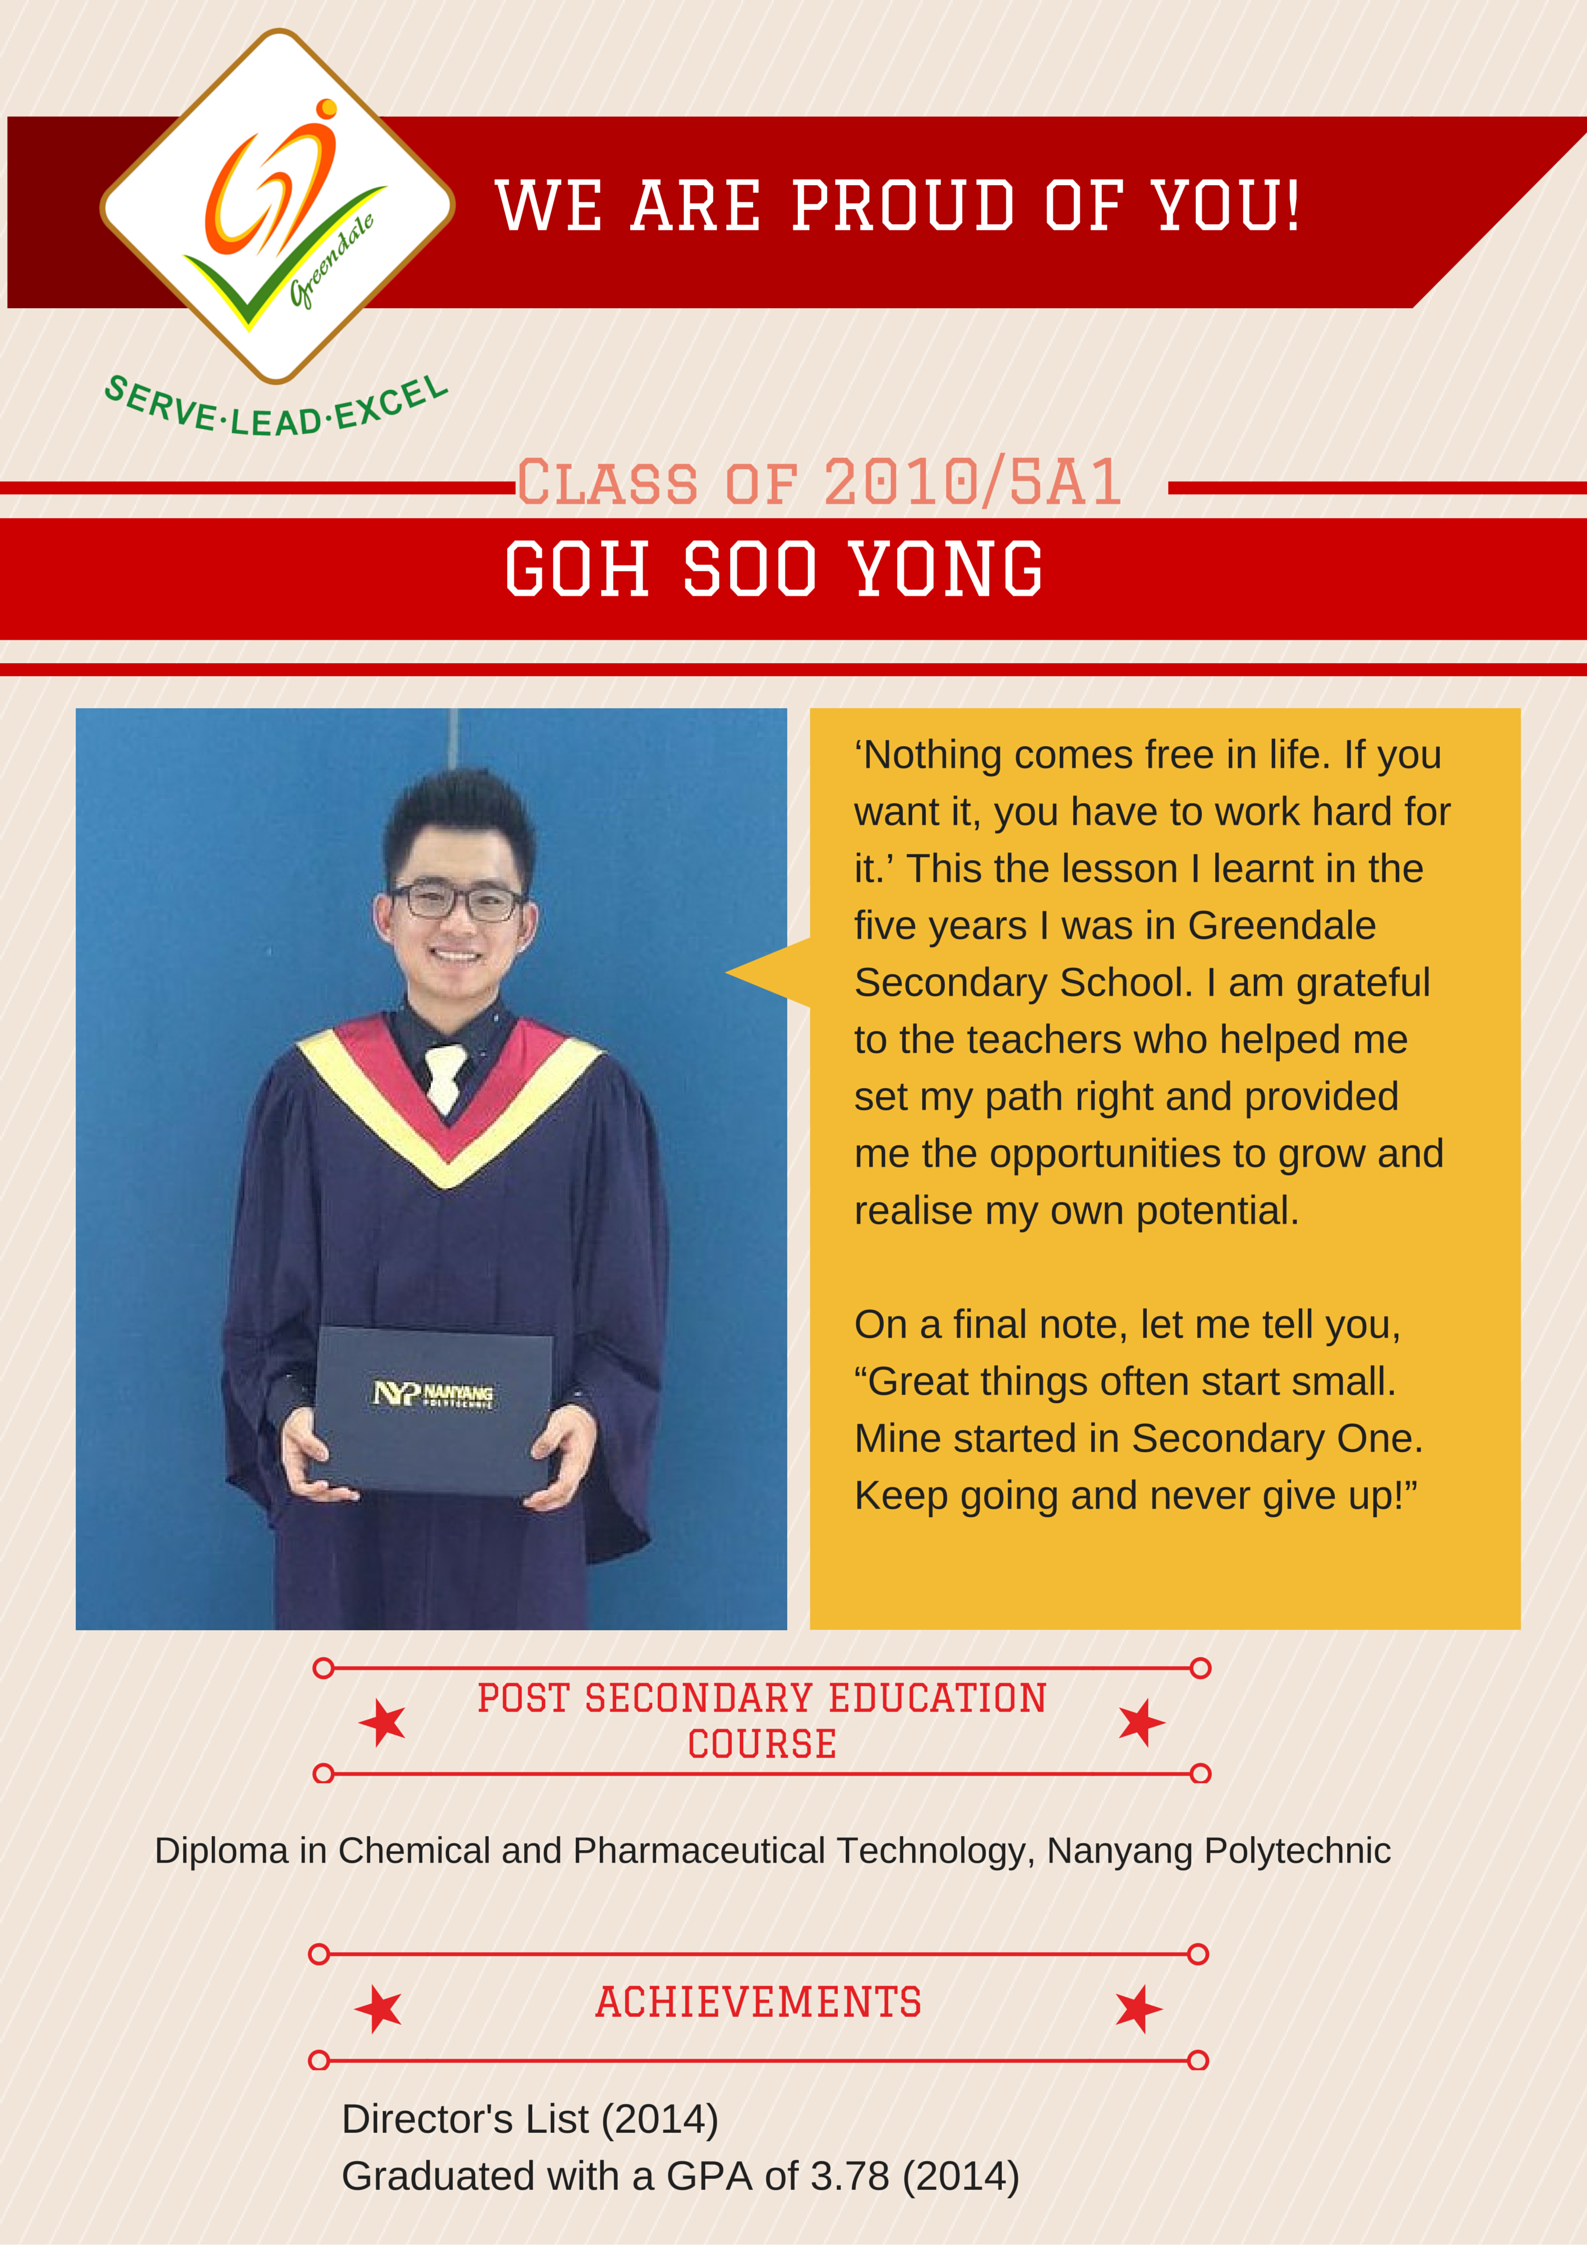 WE ARE PROUD OF YOU!
Greendale
SERVE·LEAD·EXCEL
CLASS OF 2010/5A1
GOH SOO YONG
‘Nothing comes free in life. If you
want it, you have to work hard for
it.’ This the lesson I learnt in the
five years I was in Greendale
Secondary School. I am grateful
to the teachers who helped me
set my path right and provided
me the opportunities to grow and
realise my own potential.
On a final note, let me tell you,
“Great things often start small.
Mine started in Secondary One.
Keep going and never give up!”
NYP NANYANG
POLYTECHNIC
POST SECONDARY EDUCATION
COURSE
Diploma in Chemical and Pharmaceutical Technology, Nanyang Polytechnic
ACHIEVEMENTS
Director's List (2014)
Graduated with a GPA of 3.78 (2014)